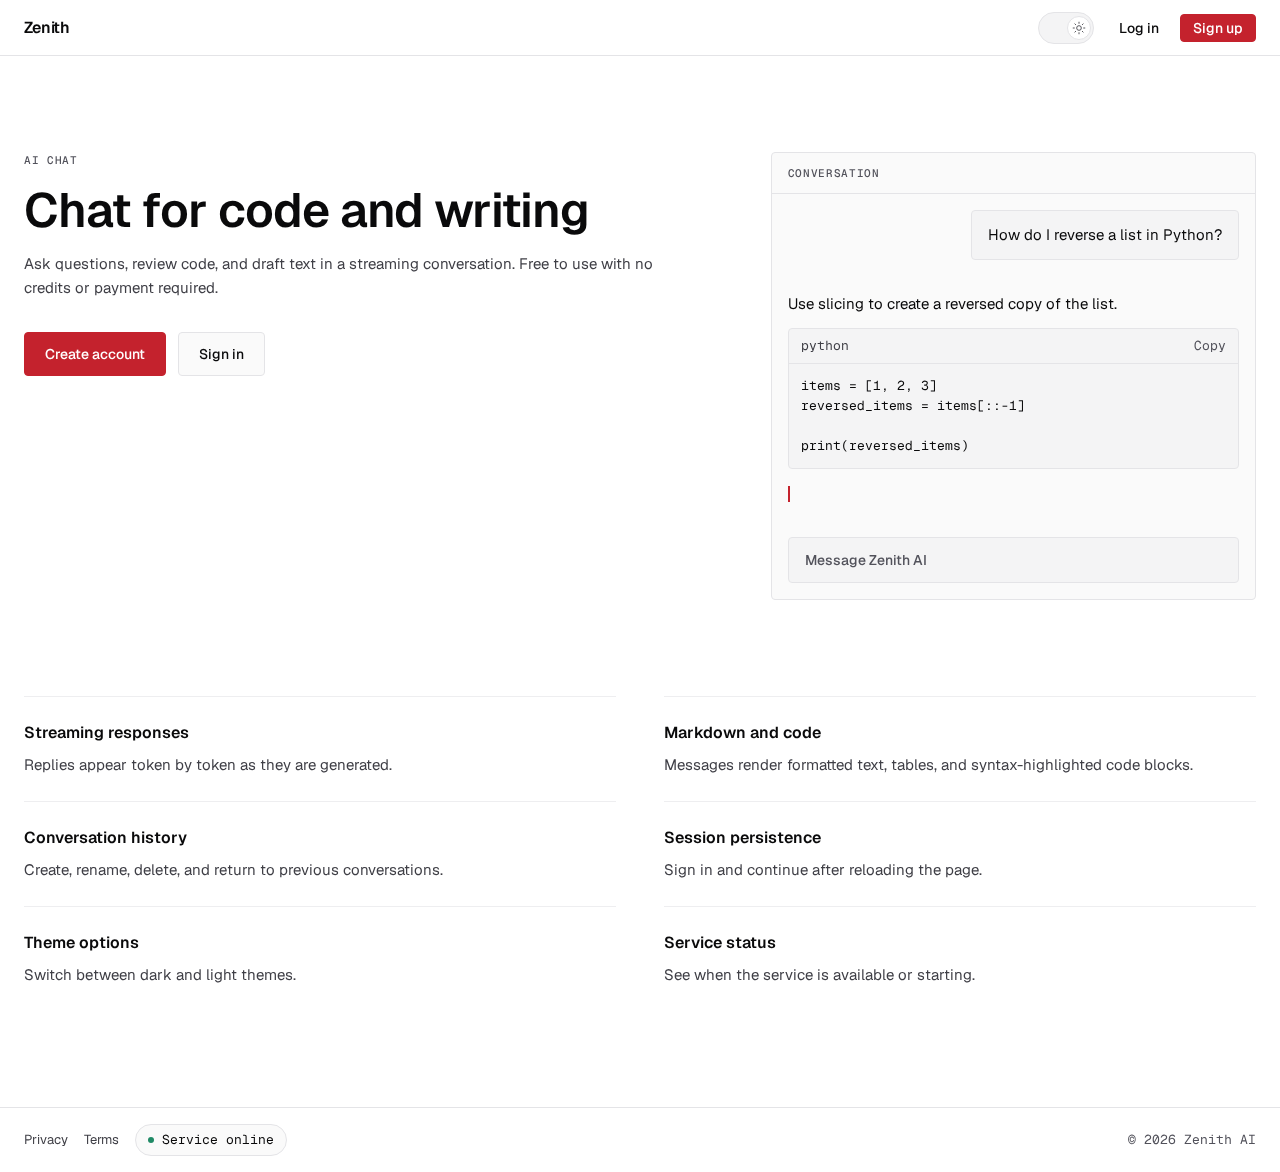 Zenith
Log in
Sign up
AI CHAT
Chat for code and writing
Ask questions, review code, and draft text in a streaming conversation. Free to use with no
credits or payment required.
Create account
Sign in
CONVERSATION
How do I reverse a list in Python?
Use slicing to create a reversed copy of the list.
python
Copy
items = [1, 2, 3]
reversed_items = items[::-1]
print(reversed_items)
Message Zenith AI
Streaming responses
Replies appear token by token as they are generated.
Markdown and code
Messages render formatted text, tables, and syntax-highlighted code blocks.
Conversation history
Create, rename, delete, and return to previous conversations.
Session persistence
Sign in and continue after reloading the page.
Theme options
Switch between dark and light themes.
Service status
See when the service is available or starting.
Privacy
Terms
Service online
© 2026 Zenith AI